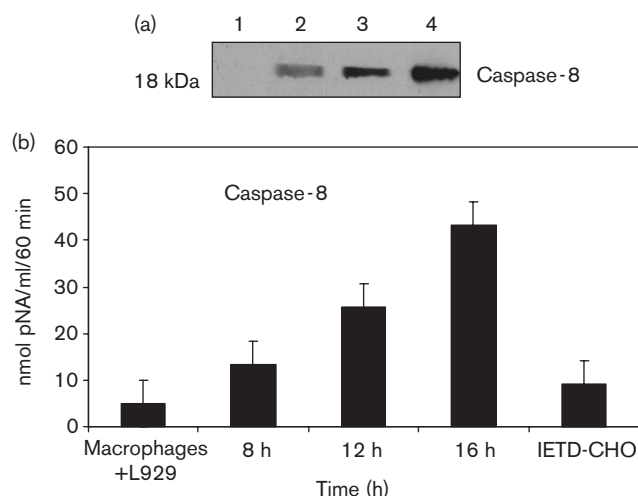 (a)
1 2 3 4
18 kDa Caspase-8
(b)
60
50
40
30
20
10
0
nmol pNA/ml/60 min
Caspase-8
Macrophages +L929 8 h 12 h 16 h IETD-CHO
Time (h)